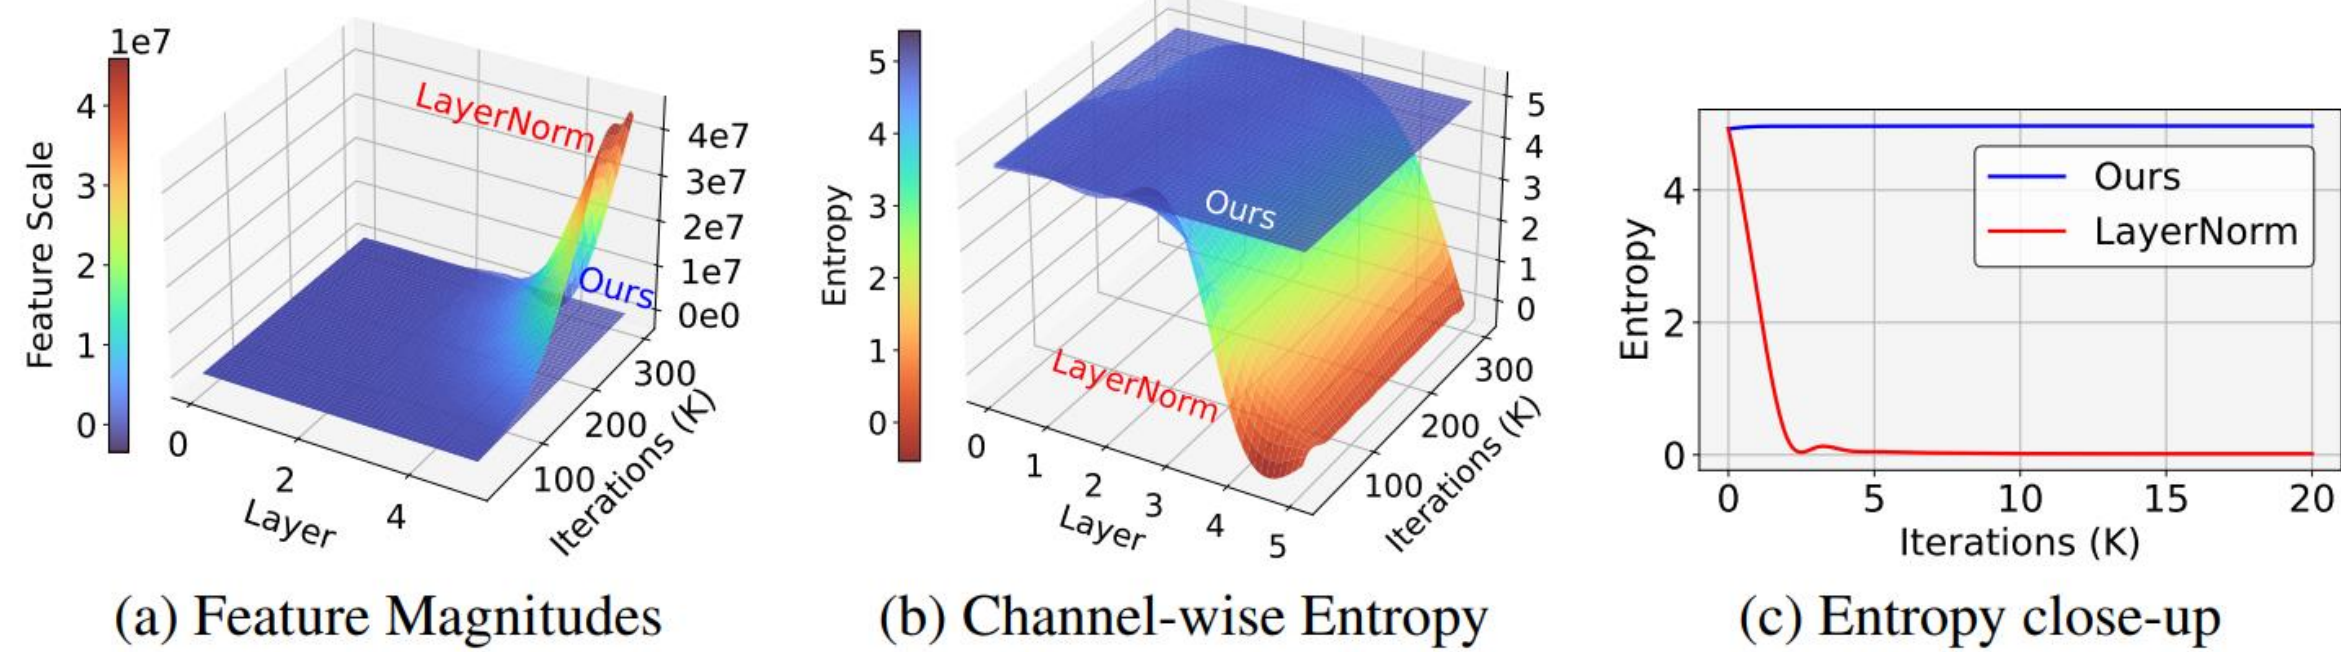 1e7
4
3
2
1
0
Feature Scale
LayerNorm
Ours
4e7
3e7
2e7
1e7
0e0
0
2
4
Layer
100
200
300
Iterations (K)
(a) Feature Magnitudes
5
4
3
2
1
0
Entropy
Ours
LayerNorm
5
4
3
2
1
0
0
1
2
3
4
5
Layer
100
200
300
Iterations (K)
(b) Channel-wise Entropy
Entropy
4
2
0
Ours
LayerNorm
0 5 10 15 20
Iterations (K)
(c) Entropy close-up